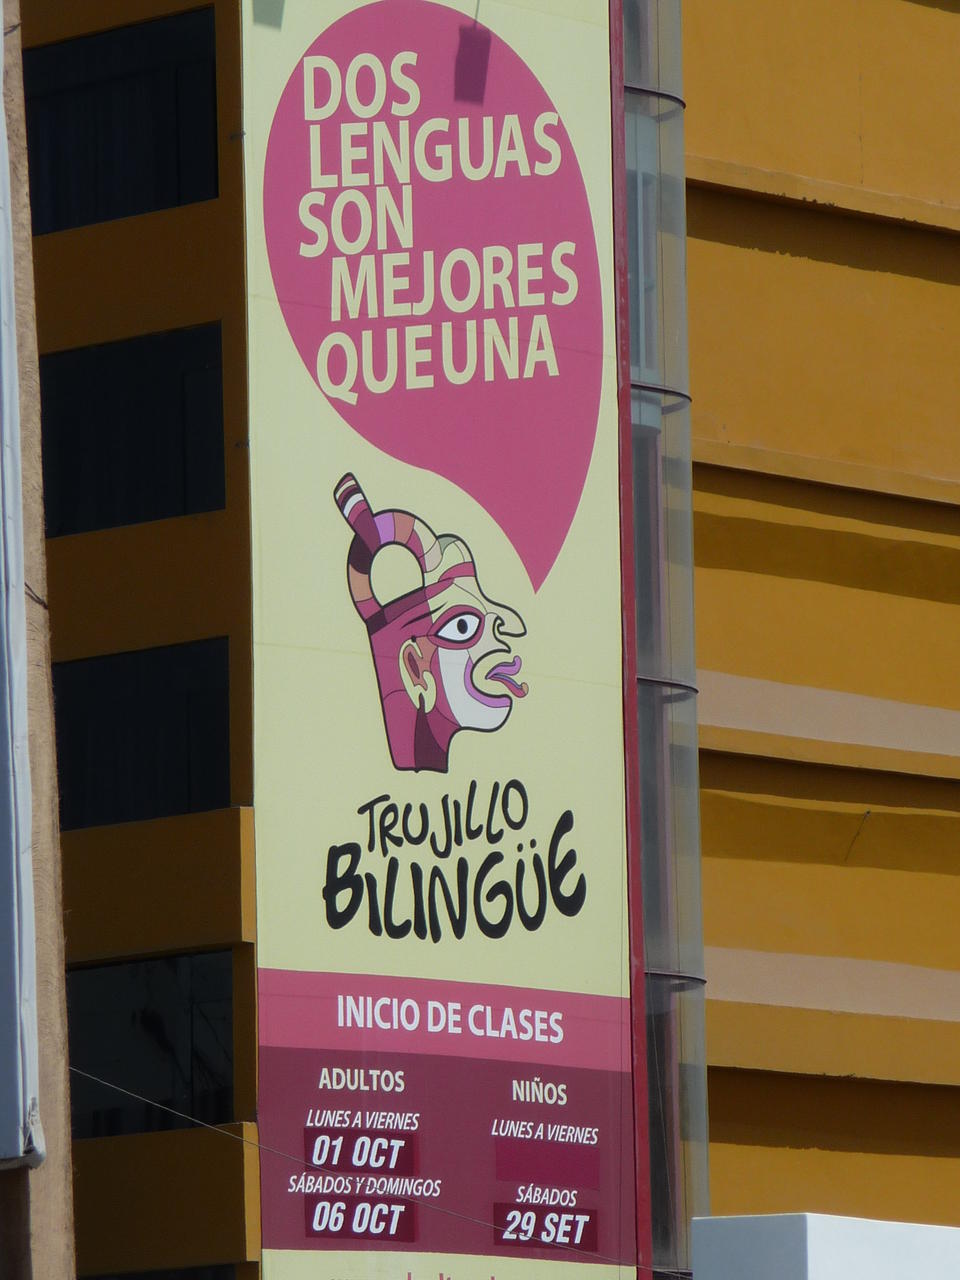 DOS
LENGUAS
SON
MEJORES
QUE UNA
TRUJILLO
BILINGÜE
INICIO DE CLASES
ADULTOS
LUNES A VIERNES
01 OCT
SÁBADOS Y DOMINGOS
06 OCT
NIÑOS
LUNES A VIERNES
SÁBADOS
29 SET